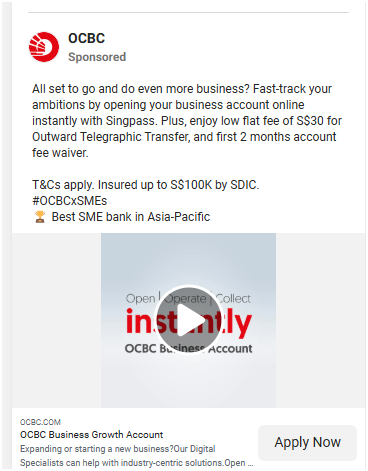 OCBC
Sponsored
All set to go and do even more business? Fast-track your
ambitions by opening your business account online
instantly with Singpass. Plus, enjoy low flat fee of S$30 for
Outward Telegraphic Transfer, and first 2 months account
fee waiver.
T&Cs apply. Insured up to S$100K by SDIC.
#OCBCxSMEs
🏆 Best SME bank in Asia-Pacific
Open | Operate | Collect
instantly
OCBC Business Account
OCBC.COM
OCBC Business Growth Account
Expanding or starting a new business?Our Digital
Specialists can help with industry-centric solutions.Open ...
Apply Now